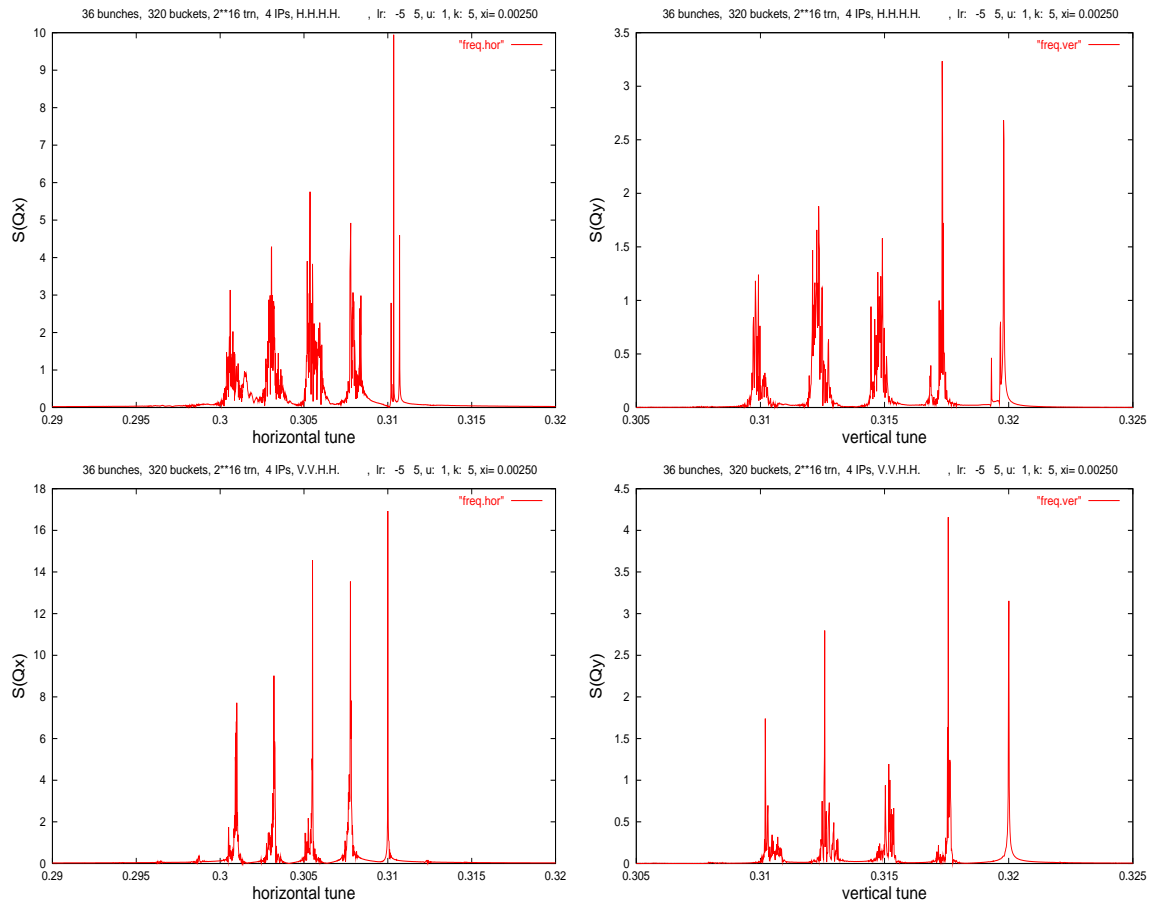 36 bunches,  320 buckets, 2**16 trn,  4 IPs, H.H.H.H.        ,  lr:  -5  5, u:  1, k:  5, xi= 0.00250
"freq.hor"
10
9
8
7
6
5
4
3
2
1
0
S(Qx)
0.29 0.295 0.3 0.305 0.31 0.315 0.32
horizontal tune
36 bunches,  320 buckets, 2**16 trn,  4 IPs, H.H.H.H.        ,  lr:  -5  5, u:  1, k:  5, xi= 0.00250
"freq.ver"
3.5
3
2.5
2
1.5
1
0.5
0
S(Qy)
0.305 0.31 0.315 0.32 0.325
vertical tune
36 bunches,  320 buckets, 2**16 trn,  4 IPs, V.V.H.H.        ,  lr:  -5  5, u:  1, k:  5, xi= 0.00250
"freq.hor"
18
16
14
12
10
8
6
4
2
0
S(Qx)
0.29 0.295 0.3 0.305 0.31 0.315 0.32
horizontal tune
36 bunches,  320 buckets, 2**16 trn,  4 IPs, V.V.H.H.        ,  lr:  -5  5, u:  1, k:  5, xi= 0.00250
"freq.ver"
4.5
4
3.5
3
2.5
2
1.5
1
0.5
0
S(Qy)
0.305 0.31 0.315 0.32 0.325
vertical tune